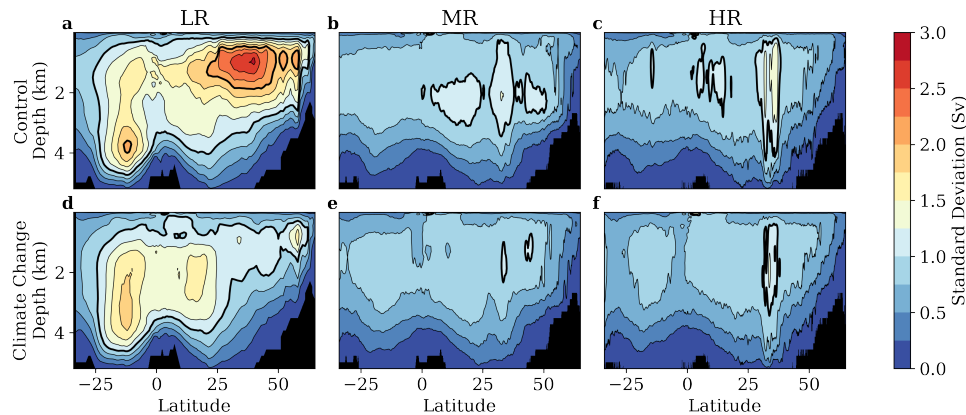 LR MR HR
a b c
Control
Depth (km)
2
4
d e f
Climate Change
Depth (km)
2
4
−25 0 25 50 −25 0 25 50 −25 0 25 50
Latitude Latitude Latitude
3.0
2.5
2.0
1.5
1.0
0.5
0.0
Standard Deviation (Sv)